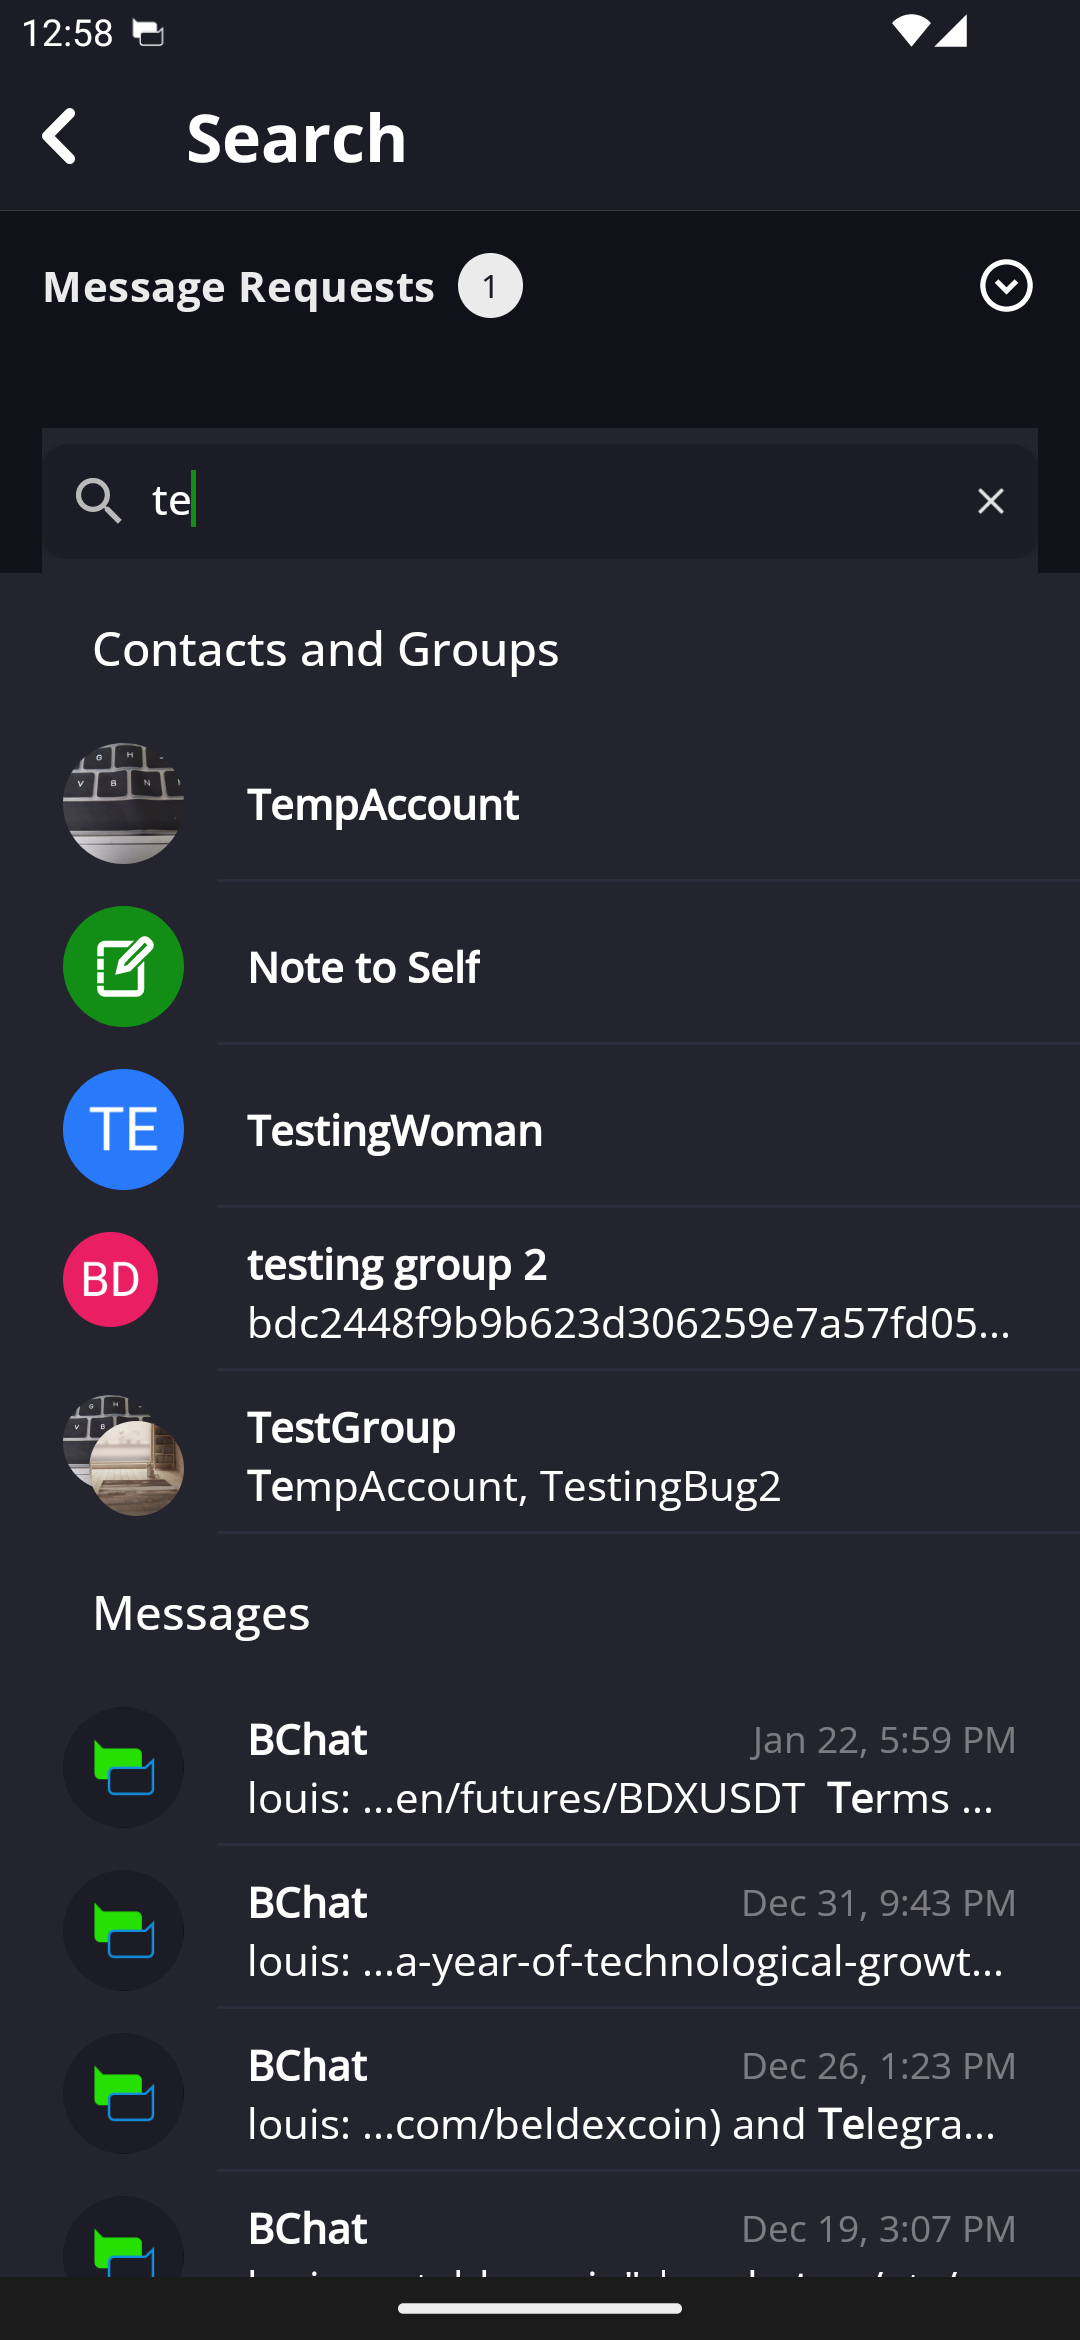 12:58
Search
Message Requests 1
te
Contacts and Groups
TempAccount
Note to Self
TE
TestingWoman
BD
testing group 2
bdc2448f9b9b623d306259e7a57fd05...
TestGroup
TempAccount, TestingBug2
Messages
BChat
Jan 22, 5:59 PM
louis: ...en/futures/BDXUSDT  Terms ...
BChat
Dec 31, 9:43 PM
louis: ...a-year-of-technological-growt...
BChat
Dec 26, 1:23 PM
louis: ...com/beldexcoin) and Telegra...
BChat
Dec 19, 3:07 PM